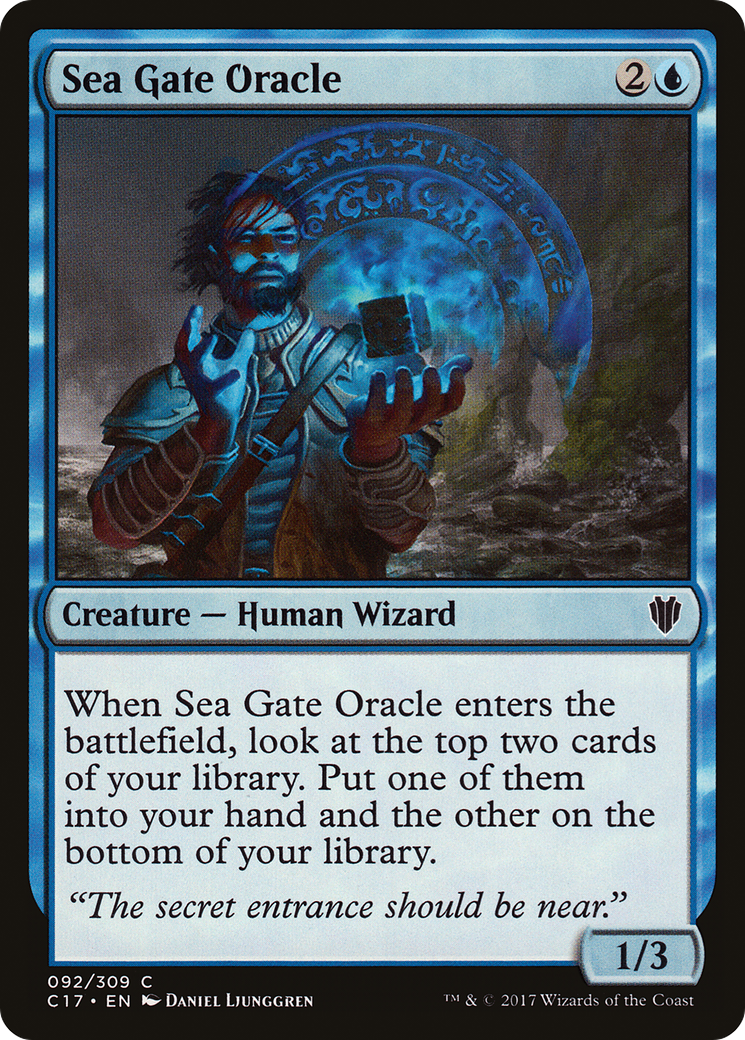 Sea Gate Oracle 2
Creature — Human Wizard
When Sea Gate Oracle enters the
battlefield, look at the top two cards
of your library. Put one of them
into your hand and the other on the
bottom of your library.
“The secret entrance should be near.”
1/3
092/309 C
C17 • EN Daniel Ljunggren
™ & © 2017 Wizards of the Coast